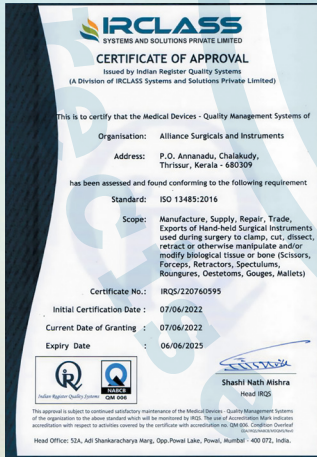 IRCLASS
SYSTEMS AND SOLUTIONS PRIVATE LIMITED
CERTIFICATE OF APPROVAL
Issued by Indian Register Quality Systems
(A Division of IRCLASS Systems and Solutions Private Limited)
This is to certify that the Medical Devices - Quality Management Systems of
Organisation: Alliance Surgicals and Instruments
Address: P.O. Annanadu, Chalakudy,
Thrissur, Kerala - 680309
has been assessed and found conforming to the following requirement
Standard: ISO 13485:2016
Scope: Manufacture, Supply, Repair, Trade,
Exports of Hand-held Surgical Instruments
used during surgery to clamp, cut, dissect,
retract or otherwise manipulate and/or
modify biological tissue or bone (Scissors,
Forceps, Retractors, Spectulums,
Roungures, Oestetoms, Gouges, Mallets)
Certificate No.: IRQS/220760595
Initial Certification Date : 07/06/2022
Current Date of Granting : 07/06/2022
Expiry Date : 06/06/2025
IRQS
Indian Register Quality Systems
NABCB
QM 006
Shashi Nath Mishra
Head IRQS
This approval is subject to continued satisfactory maintenance of the Medical Devices - Quality Management Systems
of the organization to the above standard which will be monitored by IRQS. The use of Accreditation Mark indicates
accreditation with respect to activities covered by the certificate with accreditation no. QM 006. Condition Overleaf
Head Office: 52A, Adi Shankaracharya Marg, Opp.Powai Lake, Powai, Mumbai - 400 072, India.